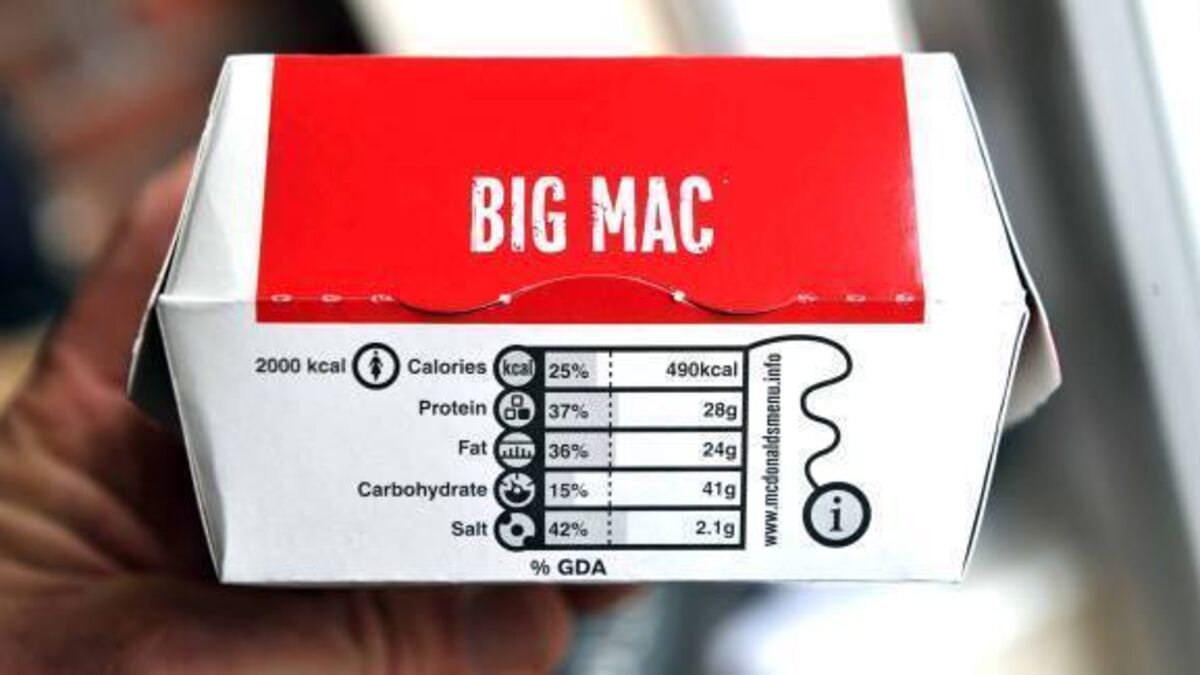 BIG MAC
2000 kcal Calories kcal 25% 490kcal
Protein 37% 28g
Fat 36% 24g
Carbohydrate 15% 41g
Salt 42% 2.1g
% GDA
www.mcdonaldsmenu.info
i